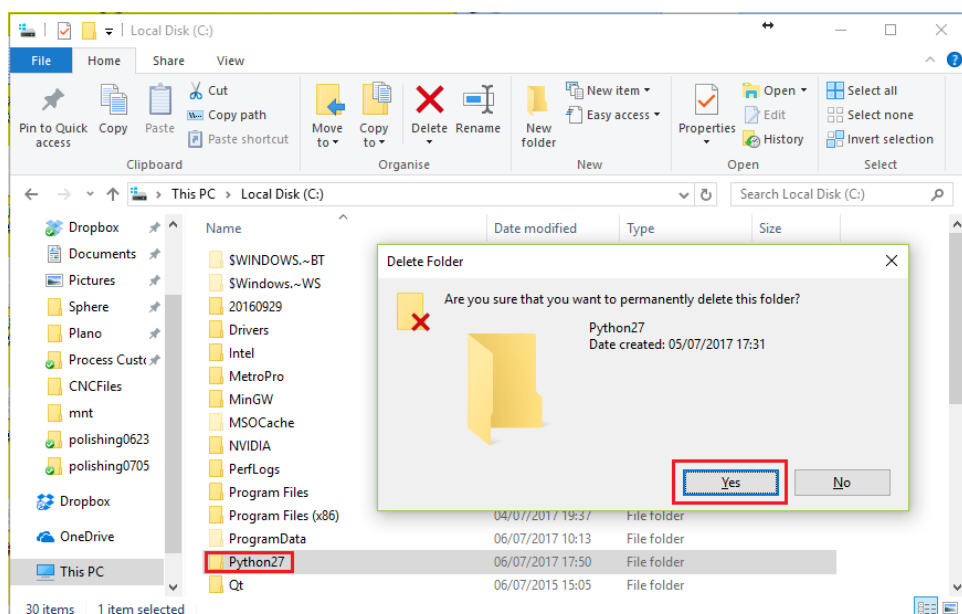 Local Disk (C:)
File Home Share View
Pin to Quick access
Copy
Paste
Cut
Copy path
Paste shortcut
Clipboard
Move to
Copy to
Delete
Rename
Organise
New folder
New item
Easy access
New
Properties
Open
Edit
History
Open
Select all
Select none
Invert selection
Select
This PC > Local Disk (C:)
Search Local Disk (C:)
Dropbox
Documents
Pictures
Sphere
Plano
Process Custo
CNCFiles
mnt
polishing0623
polishing0705
Dropbox
OneDrive
This PC
Name Date modified Type Size
$WINDOWS.~BT
$Windows.~WS
20160929
Drivers
Intel
MetroPro
MinGW
MSOCache
NVIDIA
PerfLogs
Program Files
Program Files (x86) 04/07/2017 19:37 File folder
ProgramData 06/07/2017 10:13 File folder
Python27 06/07/2017 17:50 File folder
Qt 06/07/2015 15:05 File folder
Delete Folder
Are you sure that you want to permanently delete this folder?
Python27
Date created: 05/07/2017 17:31
Yes No
30 items 1 item selected